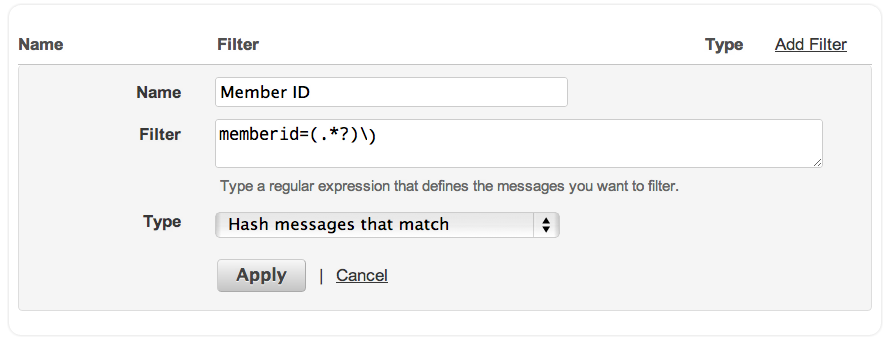 Name Filter Type Add Filter
Name Member ID
Filter memberid=(.*?)\)
Type a regular expression that defines the messages you want to filter.
Type Hash messages that match
Apply | Cancel